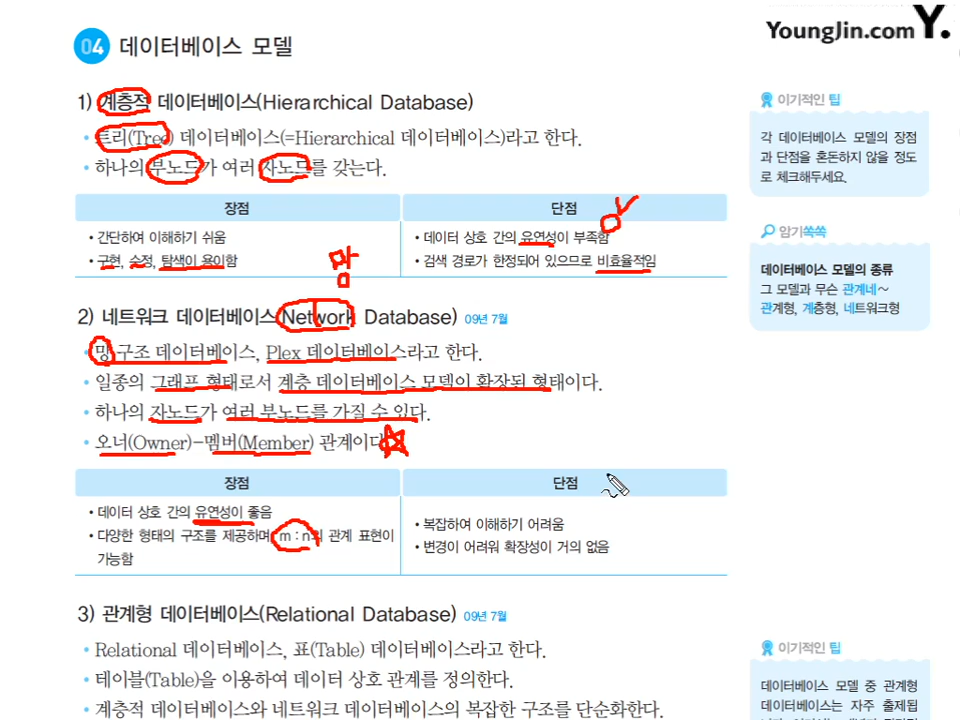 YoungJin.com Y.
04 데이터베이스 모델
1) 계층적 데이터베이스(Hierarchical Database)
• 트리(Tree) 데이터베이스(=Hierarchical 데이터베이스)라고 한다.
• 하나의 부노드가 여러 자노드를 갖는다.
장점 단점
• 간단하여 이해하기 쉬움
• 구현, 수정, 탐색이 용이함
• 데이터 상호 간의 유연성이 부족함
• 검색 경로가 한정되어 있으므로 비효율적임
망
2) 네트워크 데이터베이스(Network Database) 09년 7월
• 망 구조 데이터베이스, Plex 데이터베이스라고 한다.
• 일종의 그래프 형태로서 계층 데이터베이스 모델이 확장된 형태이다.
• 하나의 자노드가 여러 부노드를 가질 수 있다.
• 오너(Owner)-멤버(Member) 관계이다
장점 단점
• 데이터 상호 간의 유연성이 좋음
• 다양한 형태의 구조를 제공하며 m:n의 관계 표현이
가능함
• 복잡하여 이해하기 어려움
• 변경이 어려워 확장성이 거의 없음
3) 관계형 데이터베이스(Relational Database) 09년 7월
• Relational 데이터베이스, 표(Table) 데이터베이스라고 한다.
• 테이블(Table)을 이용하여 데이터 상호 관계를 정의한다.
• 계층적 데이터베이스와 네트워크 데이터베이스의 복잡한 구조를 단순화한다.
이기적인 팁
각 데이터베이스 모델의 장점
과 단점을 혼돈하지 않을 정도
로 체크해두세요.
암기쏙쏙
데이터베이스 모델의 종류
그 모델과 무슨 관계네~
관계형, 계층형, 네트워크형
이기적인 팁
데이터베이스 모델 중 관계형
데이터베이스는 자주 출제됩